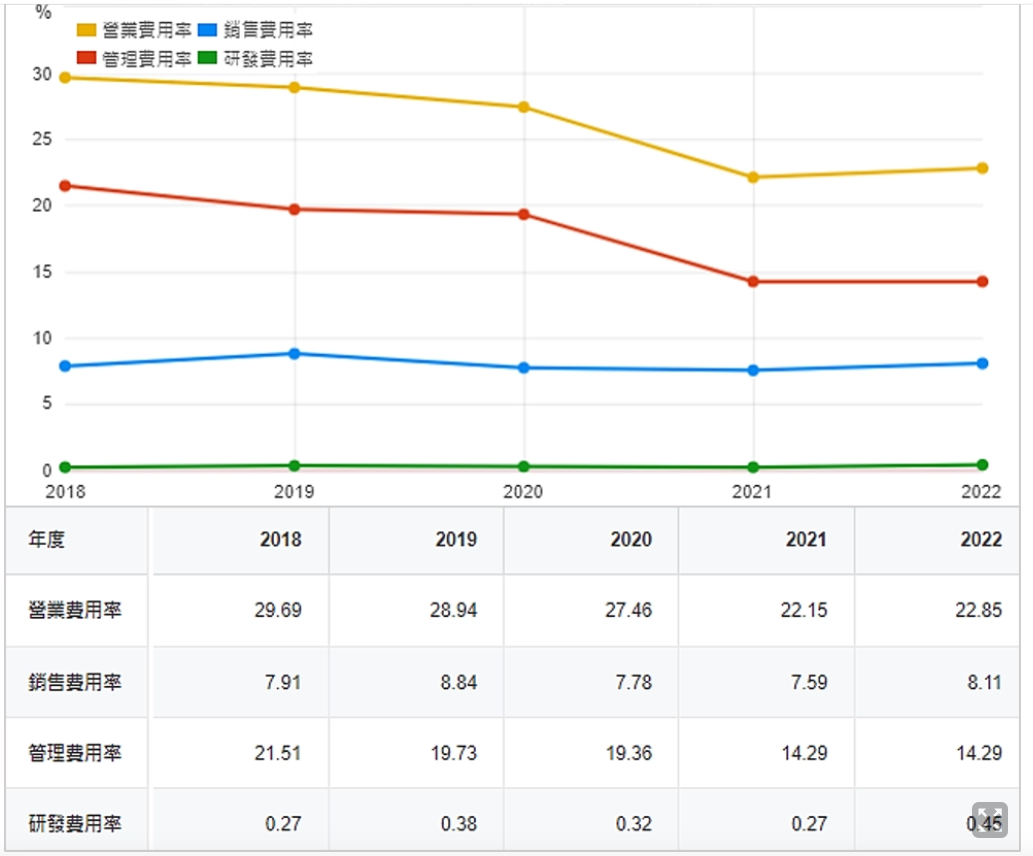 %
營業費用率 銷售費用率
管理費用率 研發費用率
30
25
20
15
10
5
0
2018 2019 2020 2021 2022
年度 2018 2019 2020 2021 2022
營業費用率 29.69 28.94 27.46 22.15 22.85
銷售費用率 7.91 8.84 7.78 7.59 8.11
管理費用率 21.51 19.73 19.36 14.29 14.29
研發費用率 0.27 0.38 0.32 0.27 0.45